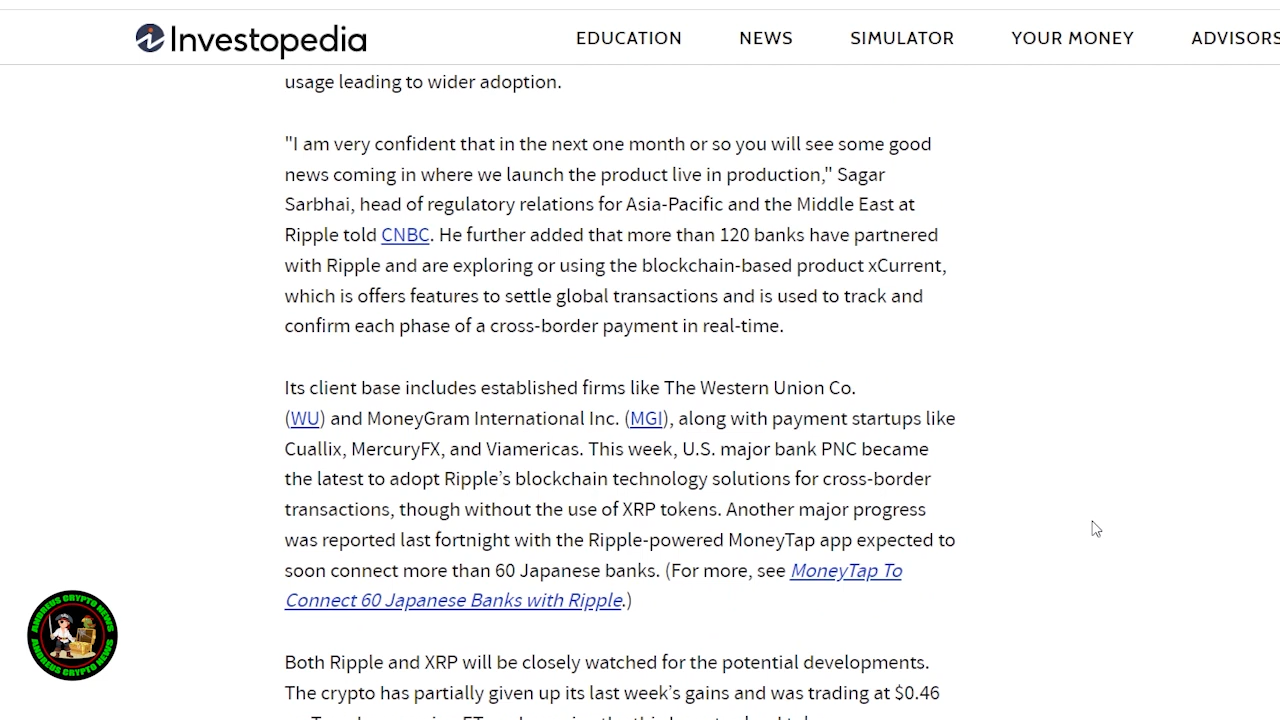 Investopedia
EDUCATION NEWS SIMULATOR YOUR MONEY ADVISORS
usage leading to wider adoption.
"I am very confident that in the next one month or so you will see some good
news coming in where we launch the product live in production," Sagar
Sarbhai, head of regulatory relations for Asia-Pacific and the Middle East at
Ripple told CNBC. He further added that more than 120 banks have partnered
with Ripple and are exploring or using the blockchain-based product xCurrent,
which is offers features to settle global transactions and is used to track and
confirm each phase of a cross-border payment in real-time.
Its client base includes established firms like The Western Union Co.
(WU) and MoneyGram International Inc. (MGI), along with payment startups like
Cuallix, MercuryFX, and Viamericas. This week, U.S. major bank PNC became
the latest to adopt Ripple’s blockchain technology solutions for cross-border
transactions, though without the use of XRP tokens. Another major progress
was reported last fortnight with the Ripple-powered MoneyTap app expected to
soon connect more than 60 Japanese banks. (For more, see MoneyTap To
Connect 60 Japanese Banks with Ripple.)
Both Ripple and XRP will be closely watched for the potential developments.
The crypto has partially given up its last week’s gains and was trading at $0.46
ANDREUS CRYPTO NEWS
ANDREUS CRYPTO NEWS